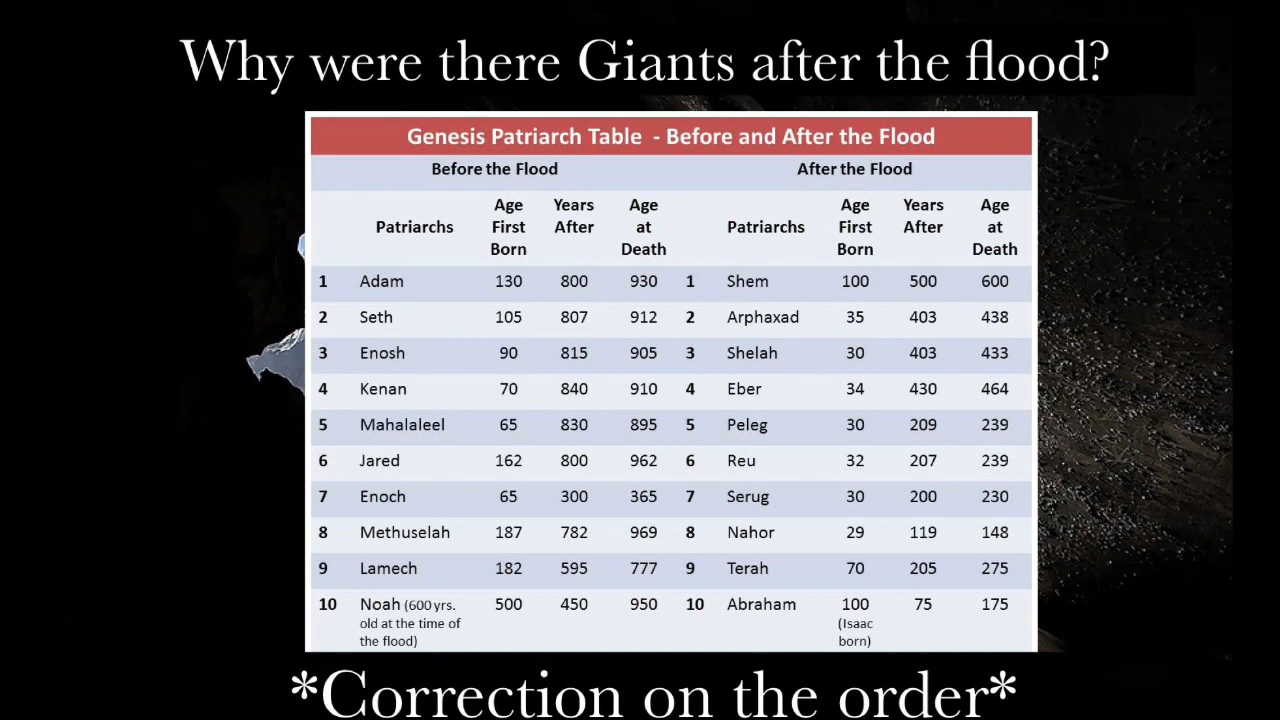 Why were there Giants after the flood?
Genesis Patriarch Table - Before and After the Flood
Before the Flood After the Flood
Patriarchs Age First Born Years After Age at Death Patriarchs Age First Born Years After Age at Death
1 Adam 130 800 930 1 Shem 100 500 600
2 Seth 105 807 912 2 Arphaxad 35 403 438
3 Enosh 90 815 905 3 Shelah 30 403 433
4 Kenan 70 840 910 4 Eber 34 430 464
5 Mahalaleel 65 830 895 5 Peleg 30 209 239
6 Jared 162 800 962 6 Reu 32 207 239
7 Enoch 65 300 365 7 Serug 30 200 230
8 Methuselah 187 782 969 8 Nahor 29 119 148
9 Lamech 182 595 777 9 Terah 70 205 275
10 Noah (600 yrs. 500 450 950 10 Abraham 100 75 175
old at the time of (Isaac
the flood) born)
*Correction on the order*